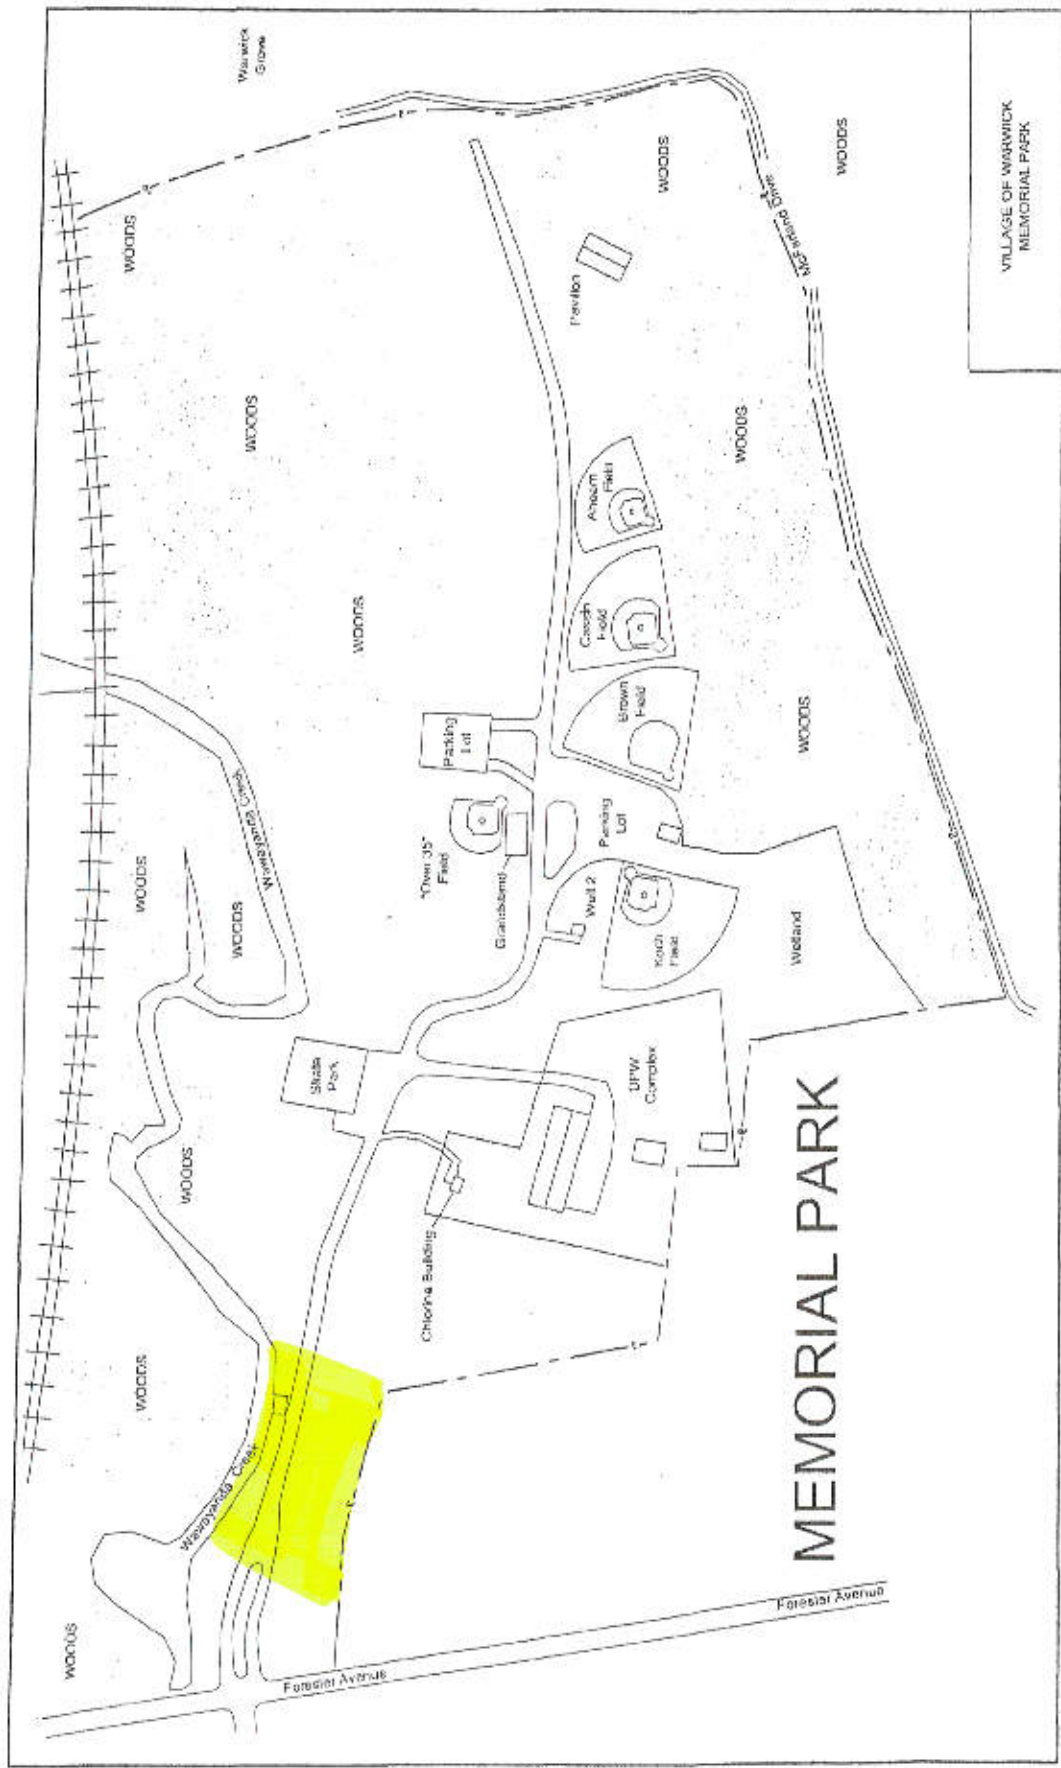 WOODS
WOODS
WOODS
WOODS
Wawayanda Creek
WOODS
WOODS
Wawayanda Creek
Warwick
Grove
WOODS
Forester Avenue
Skate
Park
WOODS
Chlorine Building
"Over 35"
Field
Parking
Lot
Grandstand
Well 2
Pavilion
Parking
Lot
Field
Brown
Field
Field
Ahearn
Field
DPW
Complex
WOODS
Wetland
WOODS
WOODS
McFarland Drive
WOODS
Forester Avenue
MEMORIAL PARK
VILLAGE OF WARWICK
MEMORIAL PARK